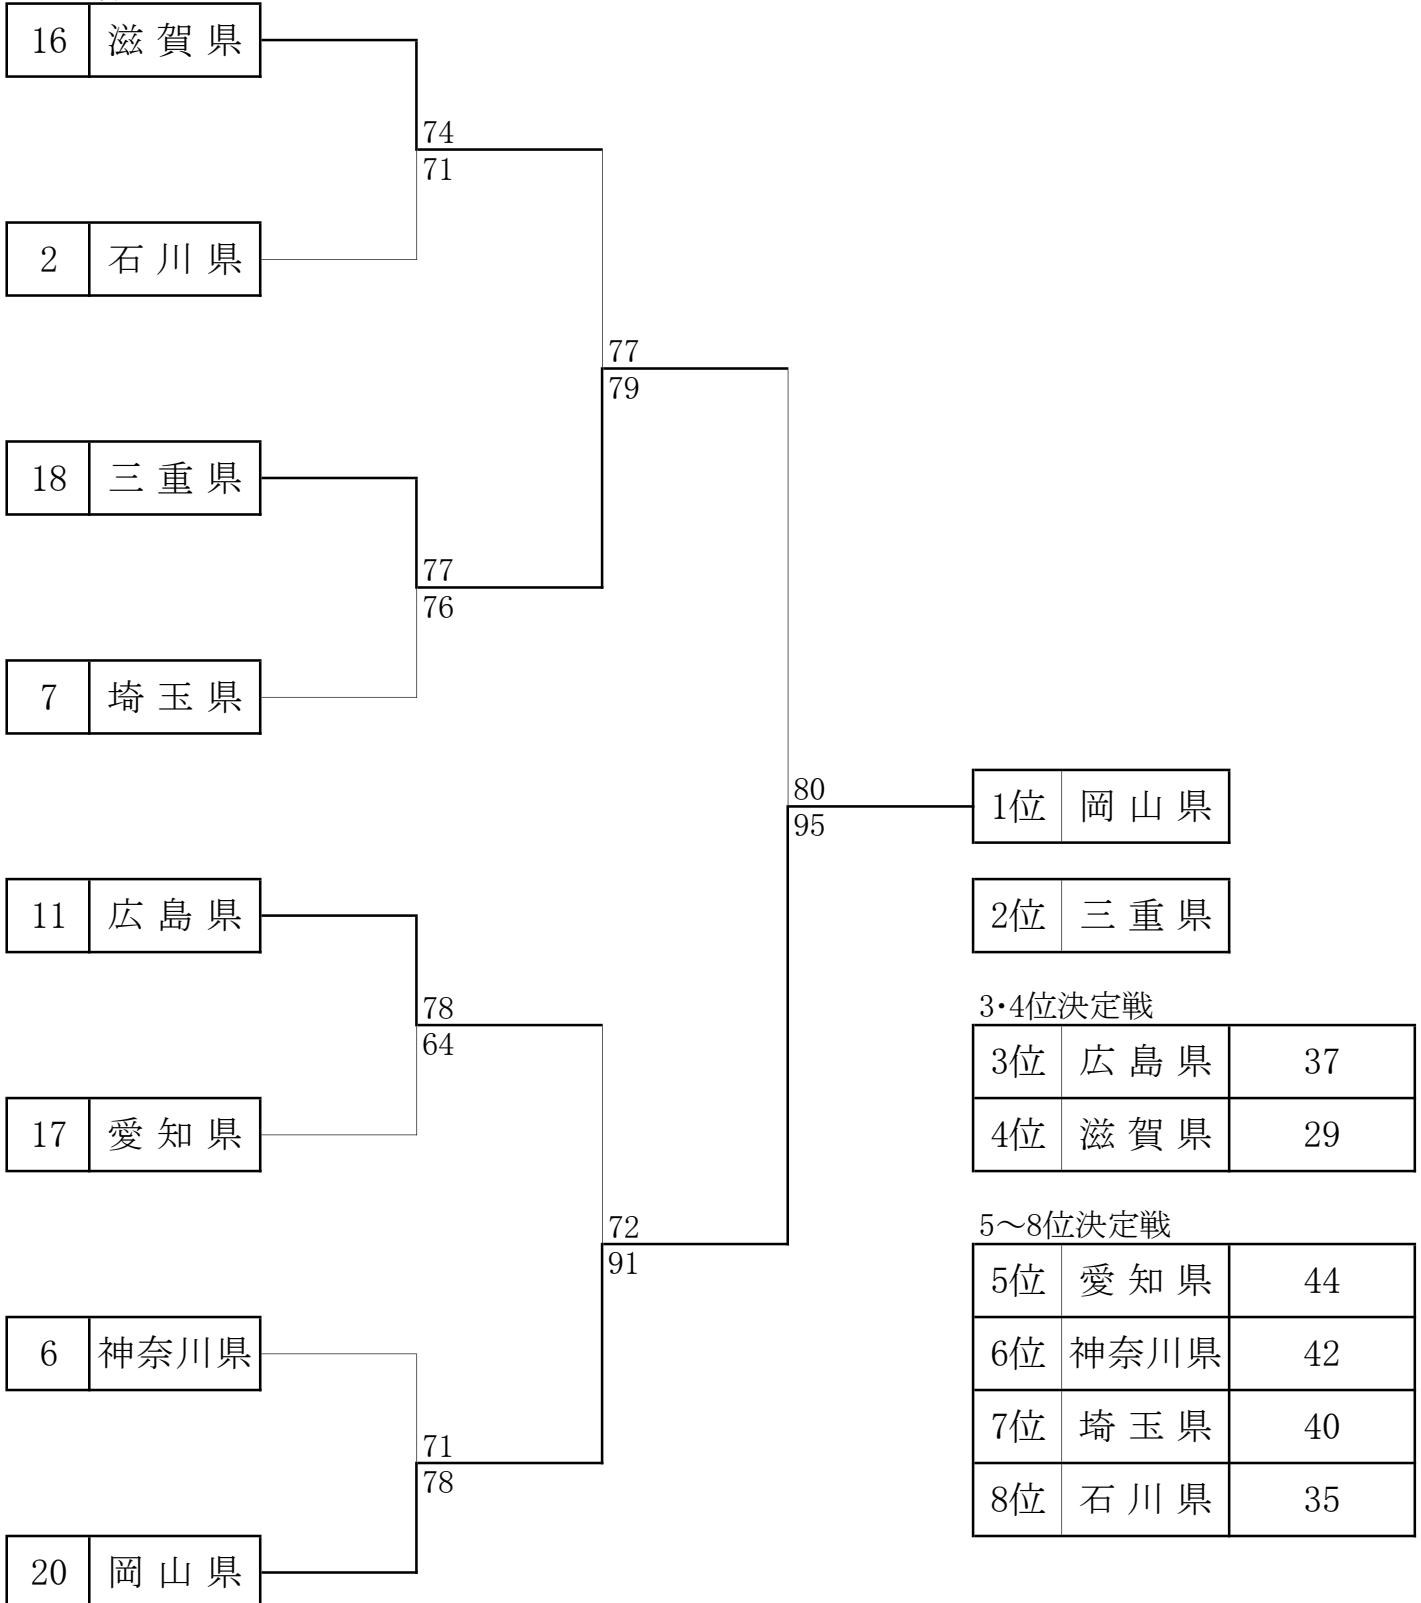 16 滋賀県
74
71
2 石川県
77
79
18 三重県
77
76
7 埼玉県
80
95
1位 岡山県
11 広島県
2位 三重県
78
64
3・4位決定戦
3位 広島県 37
17 愛知県
4位 滋賀県 29
72
91
5～8位決定戦
5位 愛知県 44
6 神奈川県
6位 神奈川県 42
71
78
7位 埼玉県 40
8位 石川県 35
20 岡山県